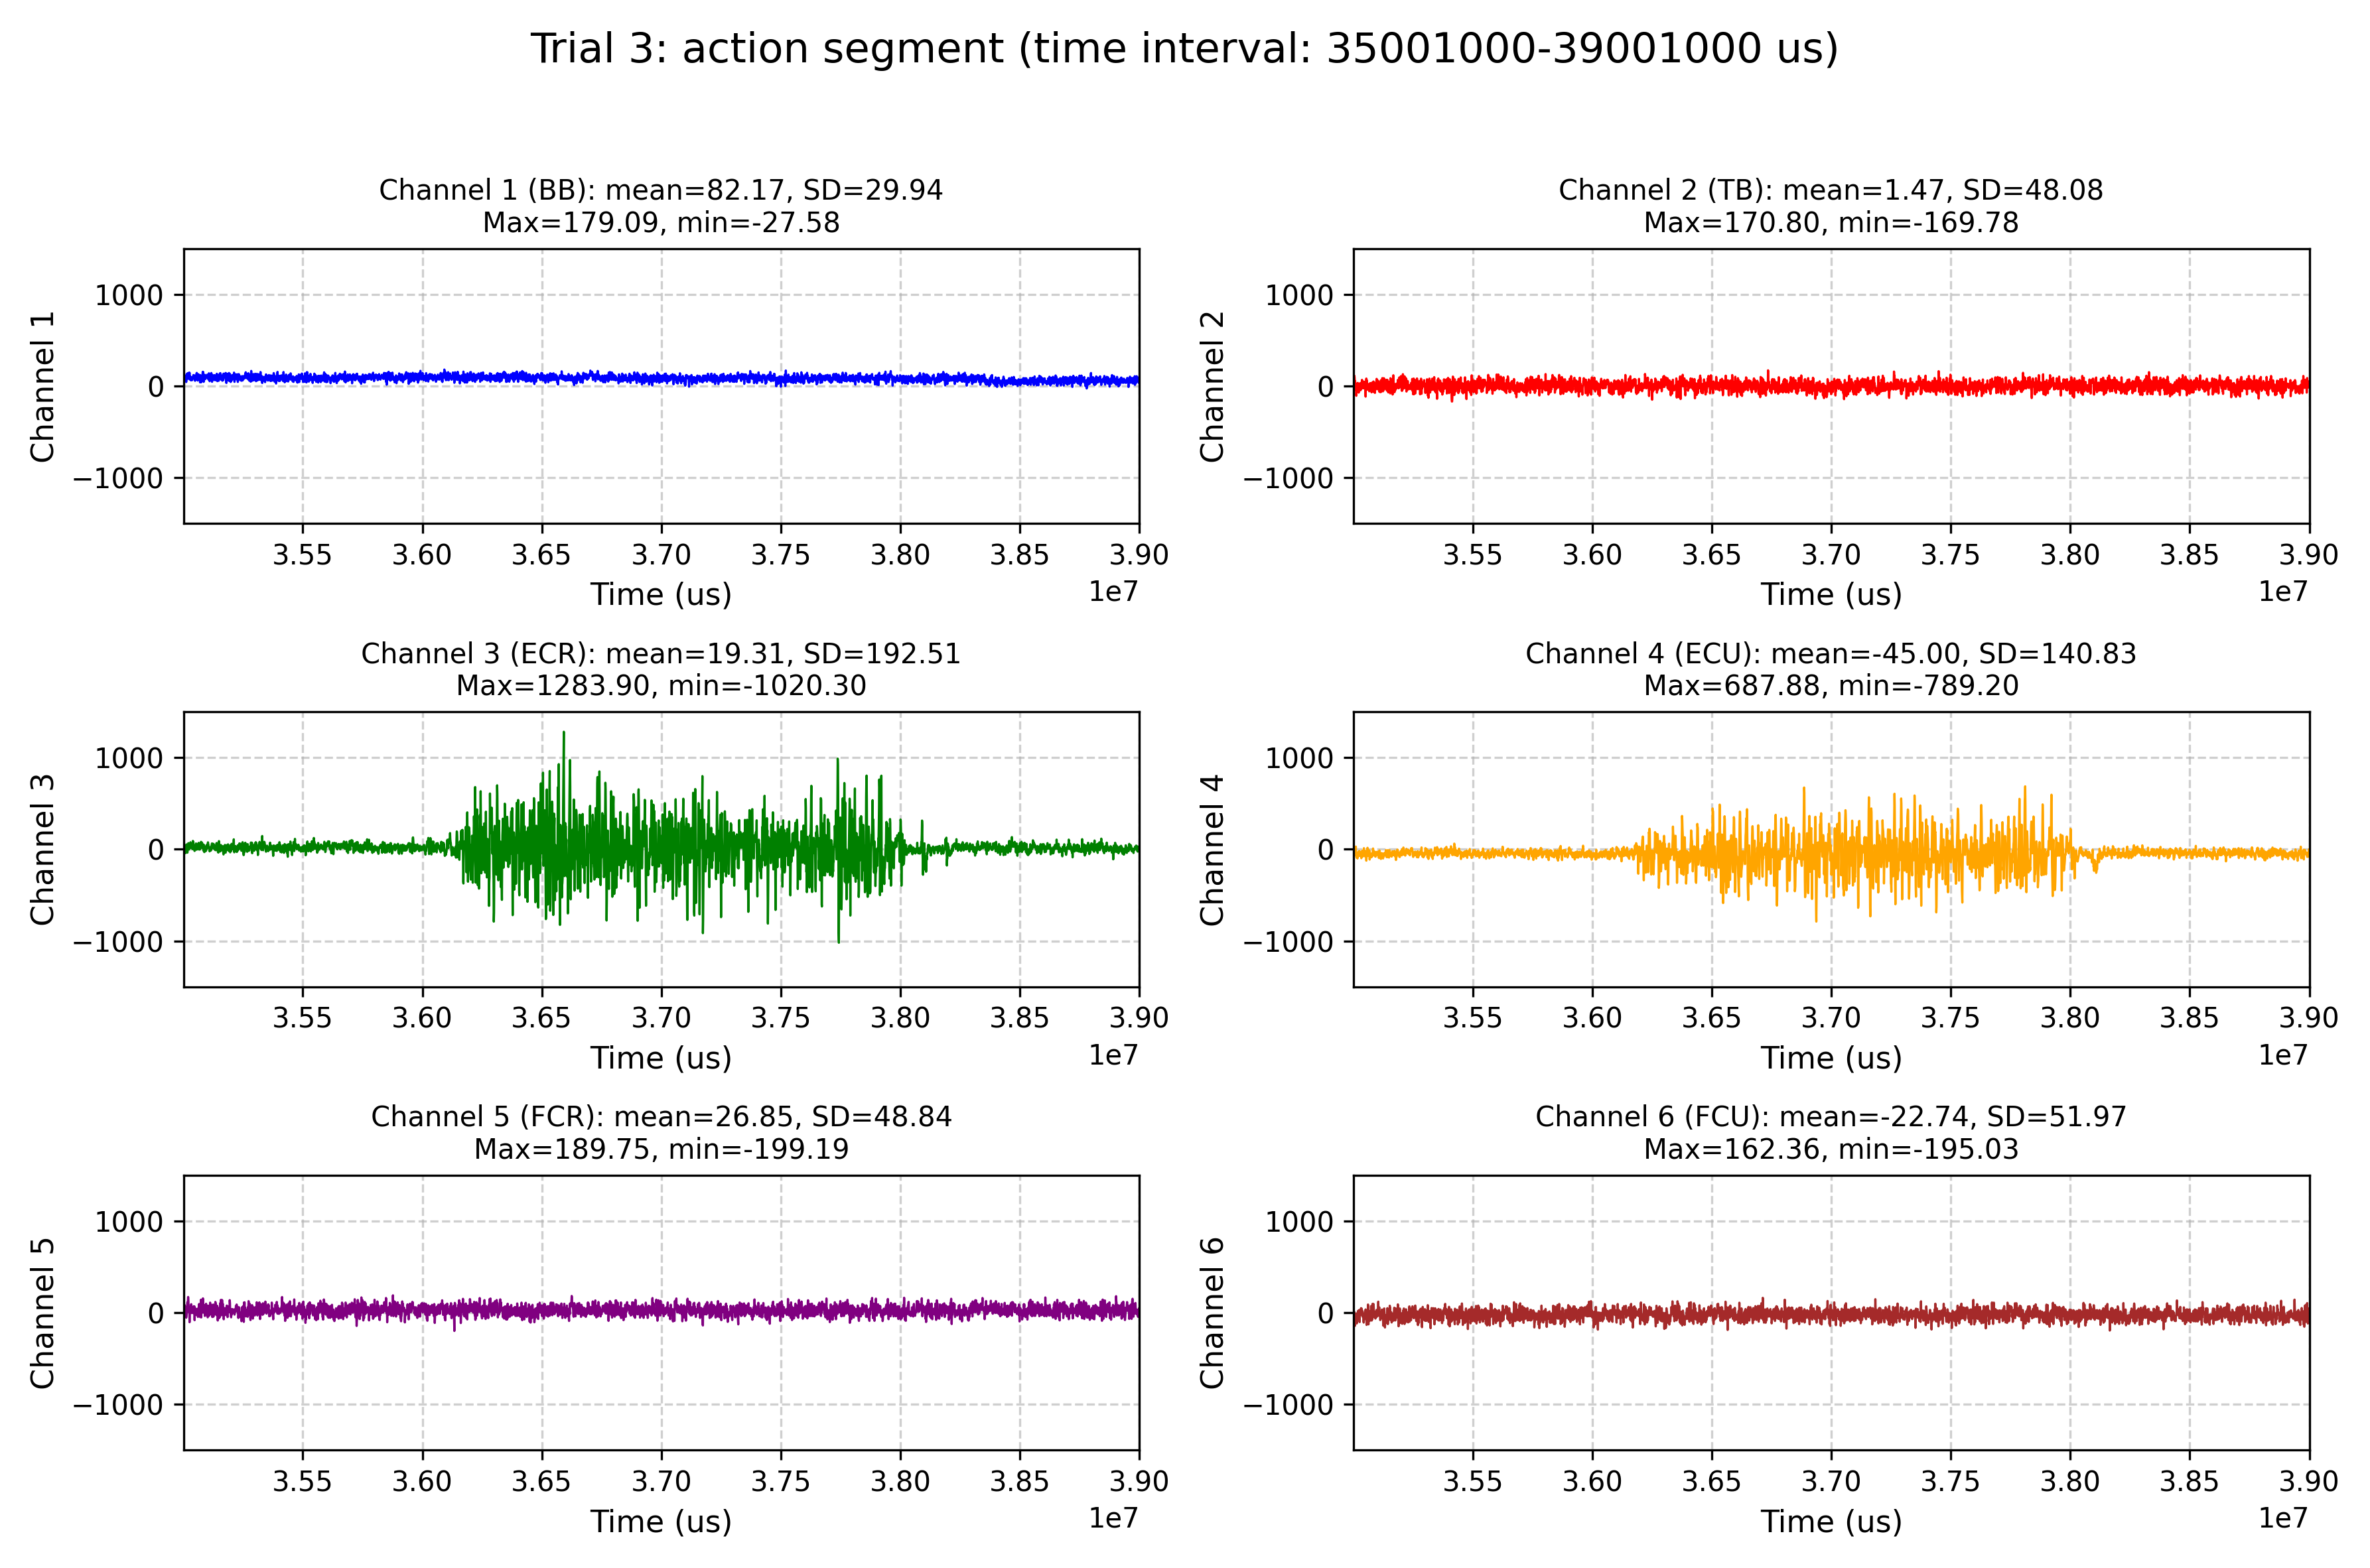 Trial 3: action segment (time interval: 35001000-39001000 us)
Channel 1 (BB): mean=82.17, SD=29.94
Max=179.09, min=-27.58
Channel 1
1000
0
−1000
3.55 3.60 3.65 3.70 3.75 3.80 3.85 3.90
Time (us)
1e7
Channel 2 (TB): mean=1.47, SD=48.08
Max=170.80, min=-169.78
Channel 2
1000
0
−1000
3.55 3.60 3.65 3.70 3.75 3.80 3.85 3.90
Time (us)
1e7
Channel 3 (ECR): mean=19.31, SD=192.51
Max=1283.90, min=-1020.30
Channel 3
1000
0
−1000
3.55 3.60 3.65 3.70 3.75 3.80 3.85 3.90
Time (us)
1e7
Channel 4 (ECU): mean=-45.00, SD=140.83
Max=687.88, min=-789.20
Channel 4
1000
0
−1000
3.55 3.60 3.65 3.70 3.75 3.80 3.85 3.90
Time (us)
1e7
Channel 5 (FCR): mean=26.85, SD=48.84
Max=189.75, min=-199.19
Channel 5
1000
0
−1000
3.55 3.60 3.65 3.70 3.75 3.80 3.85 3.90
Time (us)
1e7
Channel 6 (FCU): mean=-22.74, SD=51.97
Max=162.36, min=-195.03
Channel 6
1000
0
−1000
3.55 3.60 3.65 3.70 3.75 3.80 3.85 3.90
Time (us)
1e7